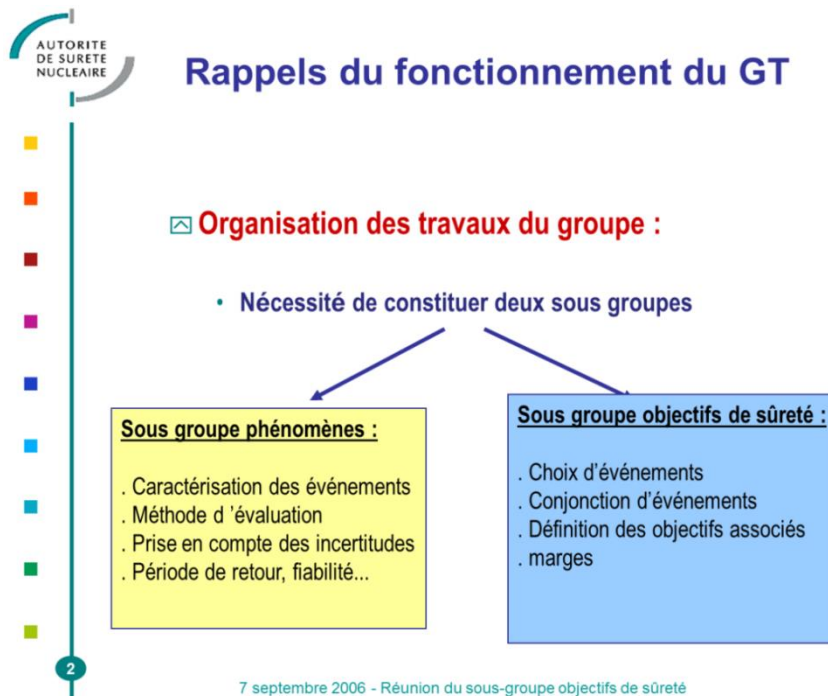 AUTORITE
DE SURETE
NUCLEAIRE
Rappels du fonctionnement du GT
Organisation des travaux du groupe :
• Nécessité de constituer deux sous groupes
Sous groupe phénomènes :
. Caractérisation des événements
. Méthode d ’évaluation
. Prise en compte des incertitudes
. Période de retour, fiabilité...
Sous groupe objectifs de sûreté :
. Choix d’événements
. Conjonction d’événements
. Définition des objectifs associés
. marges
2
7 septembre 2006 - Réunion du sous-groupe objectifs de sûreté